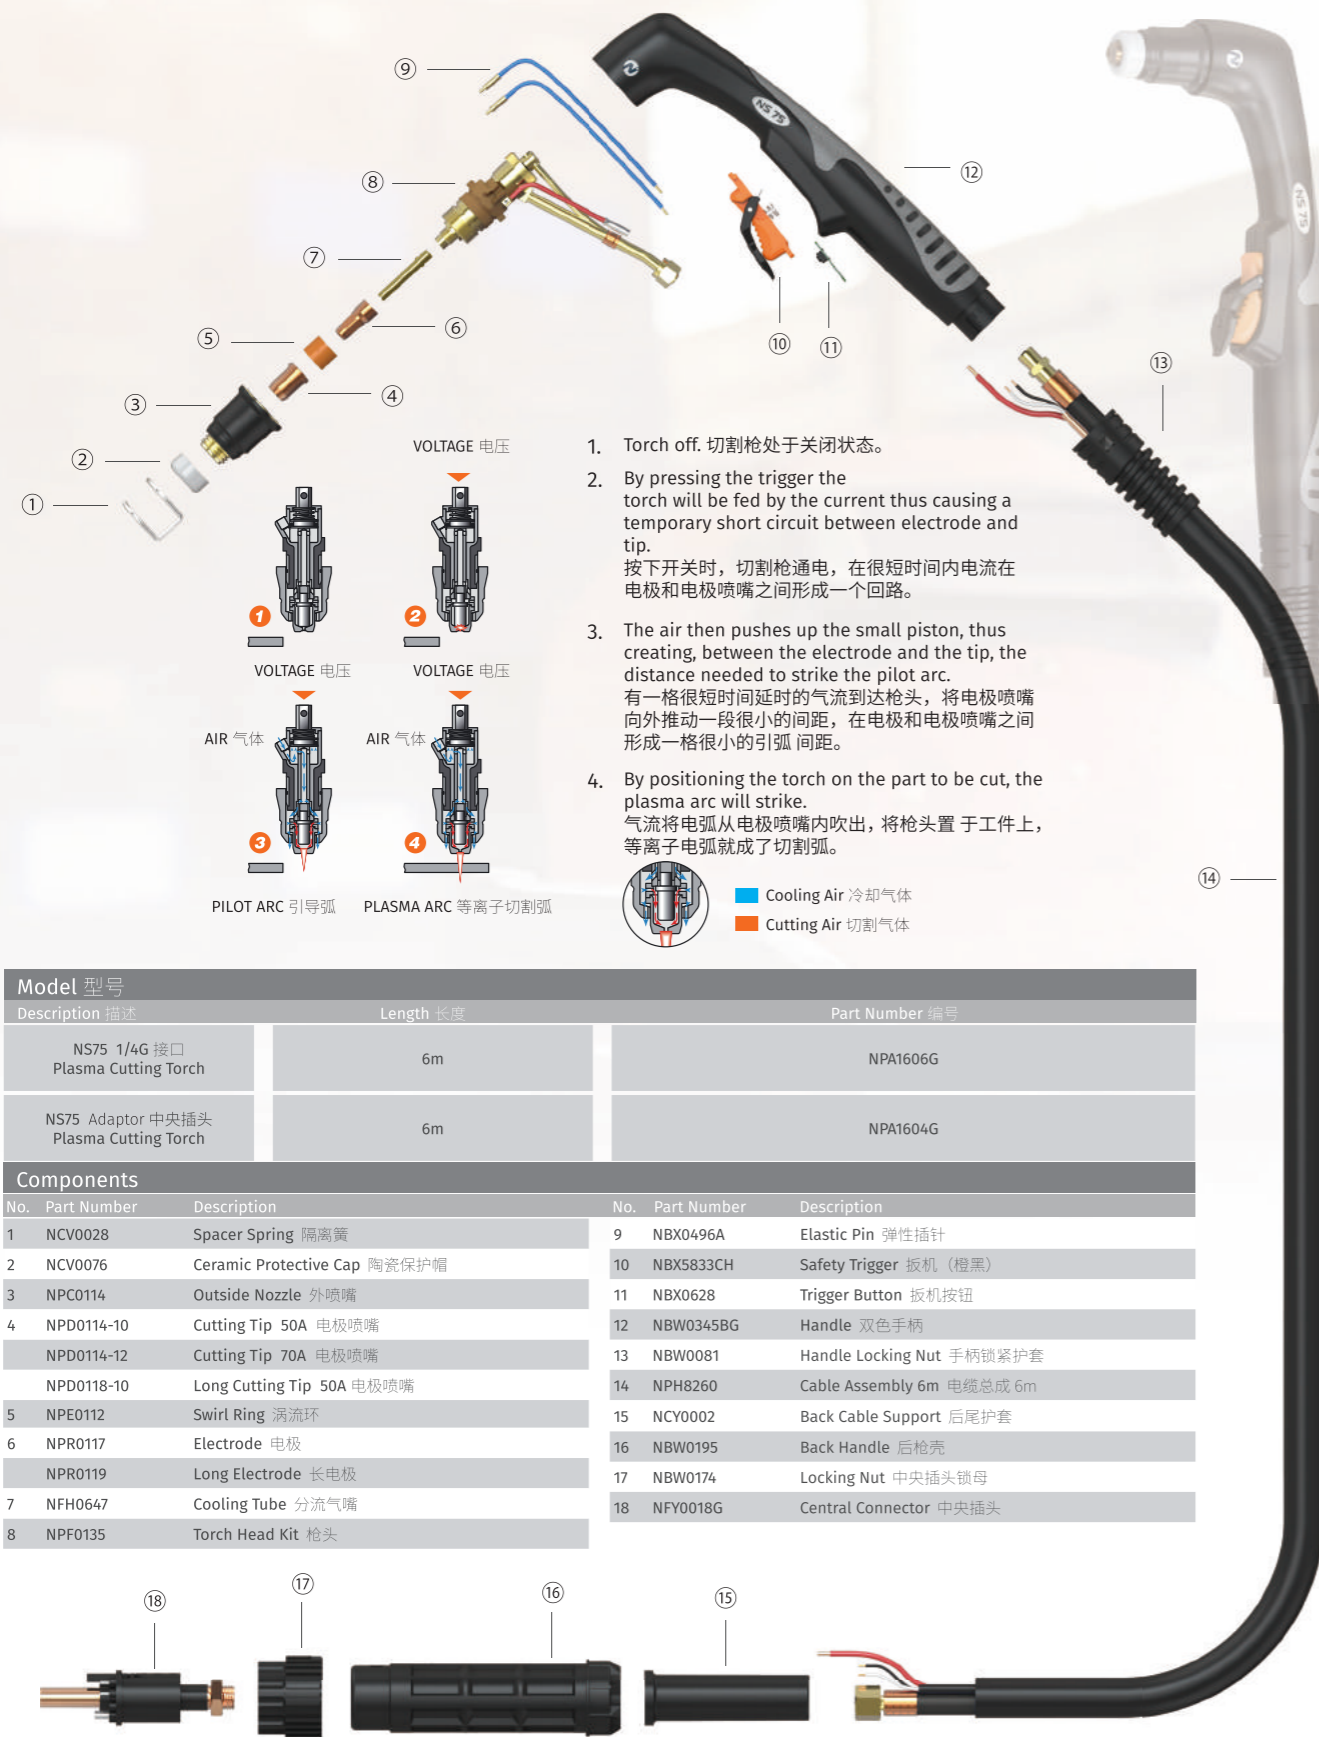 ⑨
NS 75
⑫
NS 75
⑧
⑦
⑥
⑤
⑩
⑪
④
③
⑬
②
①
VOLTAGE 电压
1
2
VOLTAGE 电压
VOLTAGE 电压
AIR 气体
AIR 气体
3
4
PILOT ARC 引导弧
PLASMA ARC 等离子切割弧
1. Torch off. 切割枪处于关闭状态。
2. By pressing the trigger the
torch will be fed by the current thus causing a
temporary short circuit between electrode and
tip.
按下开关时，切割枪通电，在很短时间内电流在
电极和电极喷嘴之间形成一个回路。
3. The air then pushes up the small piston, thus
creating, between the electrode and the tip, the
distance needed to strike the pilot arc.
有一格很短时间延时的气流到达枪头，将电极喷嘴
向外推动一段很小的间距，在电极和电极喷嘴之间
形成一格很小的引弧 间距。
4. By positioning the torch on the part to be cut, the
plasma arc will strike.
气流将电弧从电极喷嘴内吹出，将枪头置 于工件上，
等离子电弧就成了切割弧。
Cooling Air 冷却气体
Cutting Air 切割气体
⑭
Model 型号
Description 描述 Length 长度 Part Number 编号
NS75 1/4G 接口
Plasma Cutting Torch
6m
NPA1606G
NS75 Adaptor 中央插头
Plasma Cutting Torch
6m
NPA1604G
Components
No. Part Number Description
1 NCV0028 Spacer Spring 隔离簧
2 NCV0076 Ceramic Protective Cap 陶瓷保护帽
3 NPC0114 Outside Nozzle 外喷嘴
4 NPD0114-10 Cutting Tip 50A 电极喷嘴
NPD0114-12 Cutting Tip 70A 电极喷嘴
NPD0118-10 Long Cutting Tip 50A 电极喷嘴
5 NPE0112 Swirl Ring 涡流环
6 NPR0117 Electrode 电极
NPR0119 Long Electrode 长电极
7 NFH0647 Cooling Tube 分流气嘴
8 NPF0135 Torch Head Kit 枪头
No. Part Number Description
9 NBX0496A Elastic Pin 弹性插针
10 NBX5833CH Safety Trigger 扳机（橙黑）
11 NBX0628 Trigger Button 扳机按钮
12 NBW0345BG Handle 双色手柄
13 NBW0081 Handle Locking Nut 手柄锁紧护套
14 NPH8260 Cable Assembly 6m 电缆总成 6m
15 NCY0002 Back Cable Support 后尾护套
16 NBW0195 Back Handle 后枪壳
17 NBW0174 Locking Nut 中央插头锁母
18 NFY0018G Central Connector 中央插头
⑱
⑰
⑯
⑮